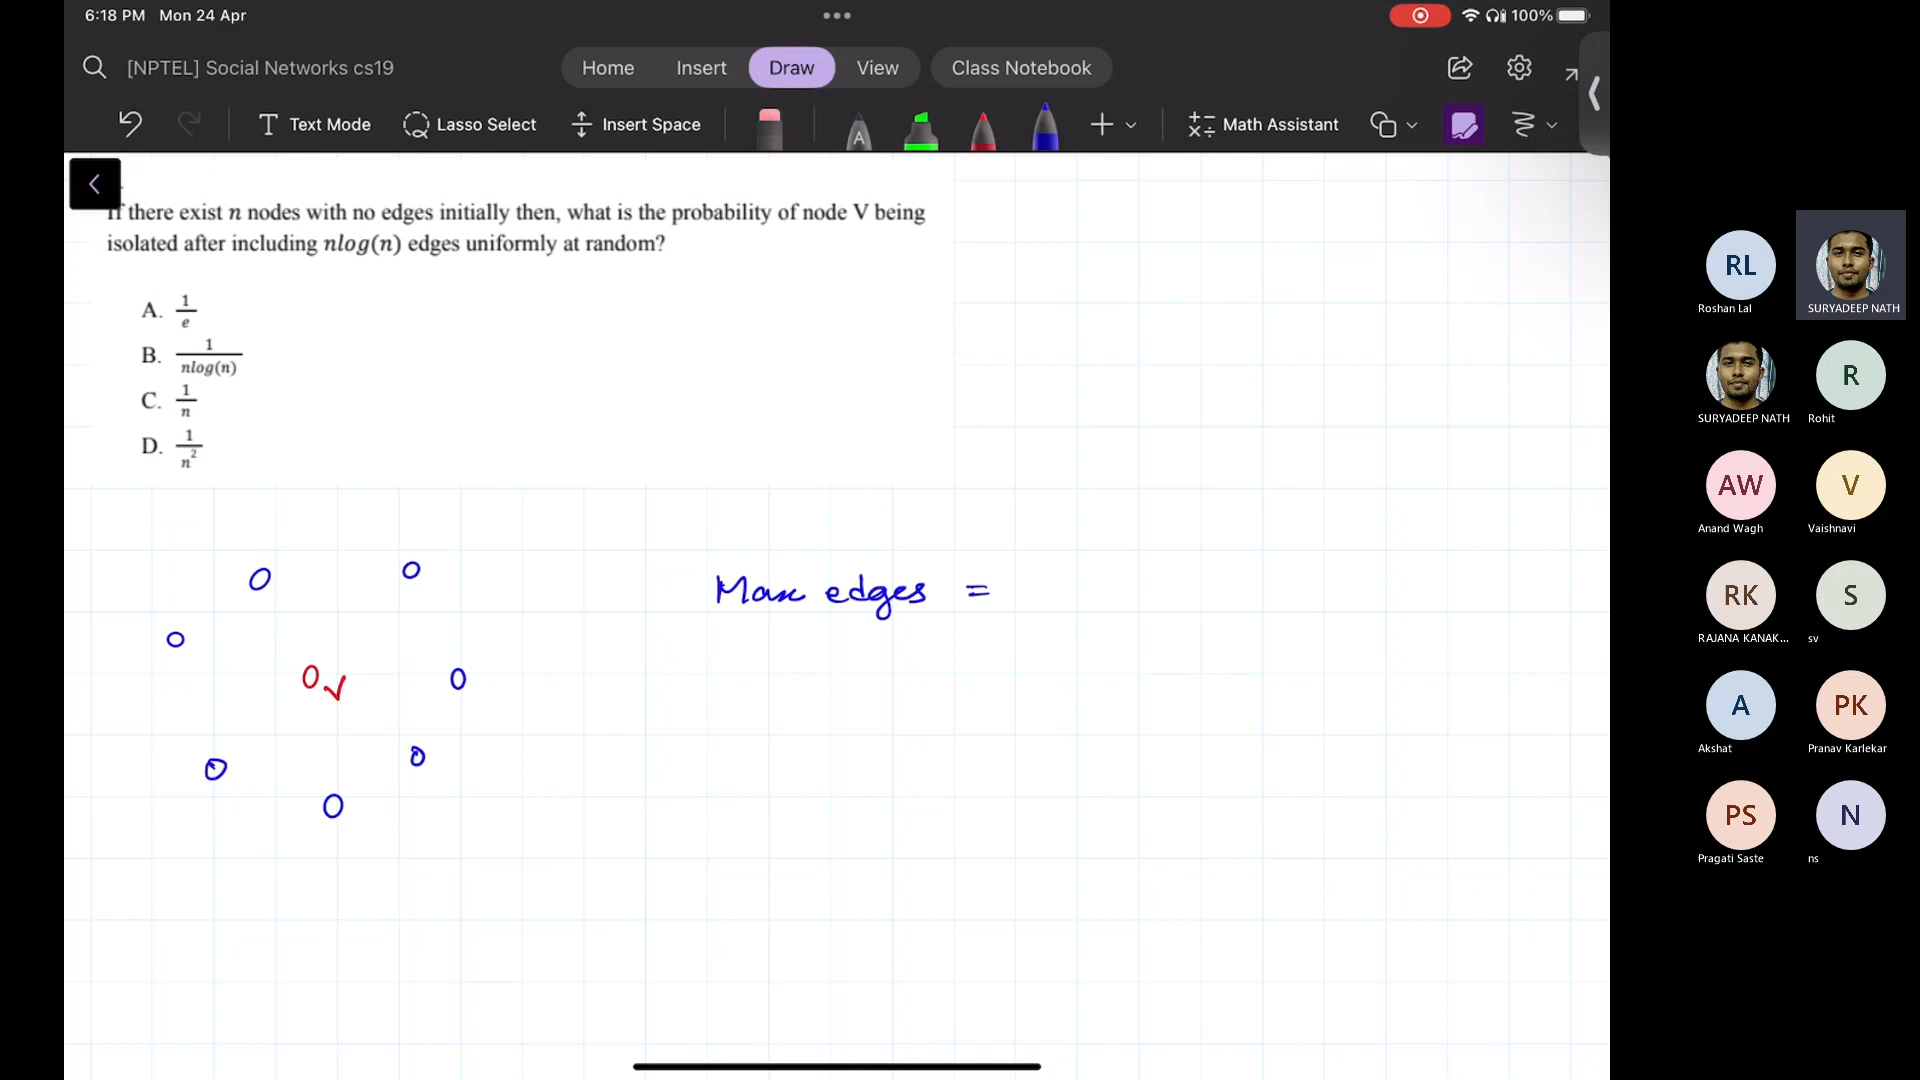 6:18 PM Mon 24 Apr
100%
[NPTEL] Social Networks cs19
Home Insert Draw View Class Notebook
Text Mode Lasso Select Insert Space A Math Assistant
If there exist n nodes with no edges initially then, what is the probability of node V being
isolated after including nlog(n) edges uniformly at random?
A. 1/e
B. 1/nlog(n)
C. 1/n
D. 1/n²
Max edges =
V
RL
Roshan Lal
SURYADEEP NATH
SURYADEEP NATH
R
Rohit
AW
Anand Wagh
V
Vaishnavi
RK
RAJANA KANAK...
S
sv
A
Akshat
PK
Pranav Karlekar
PS
Pragati Saste
N
ns